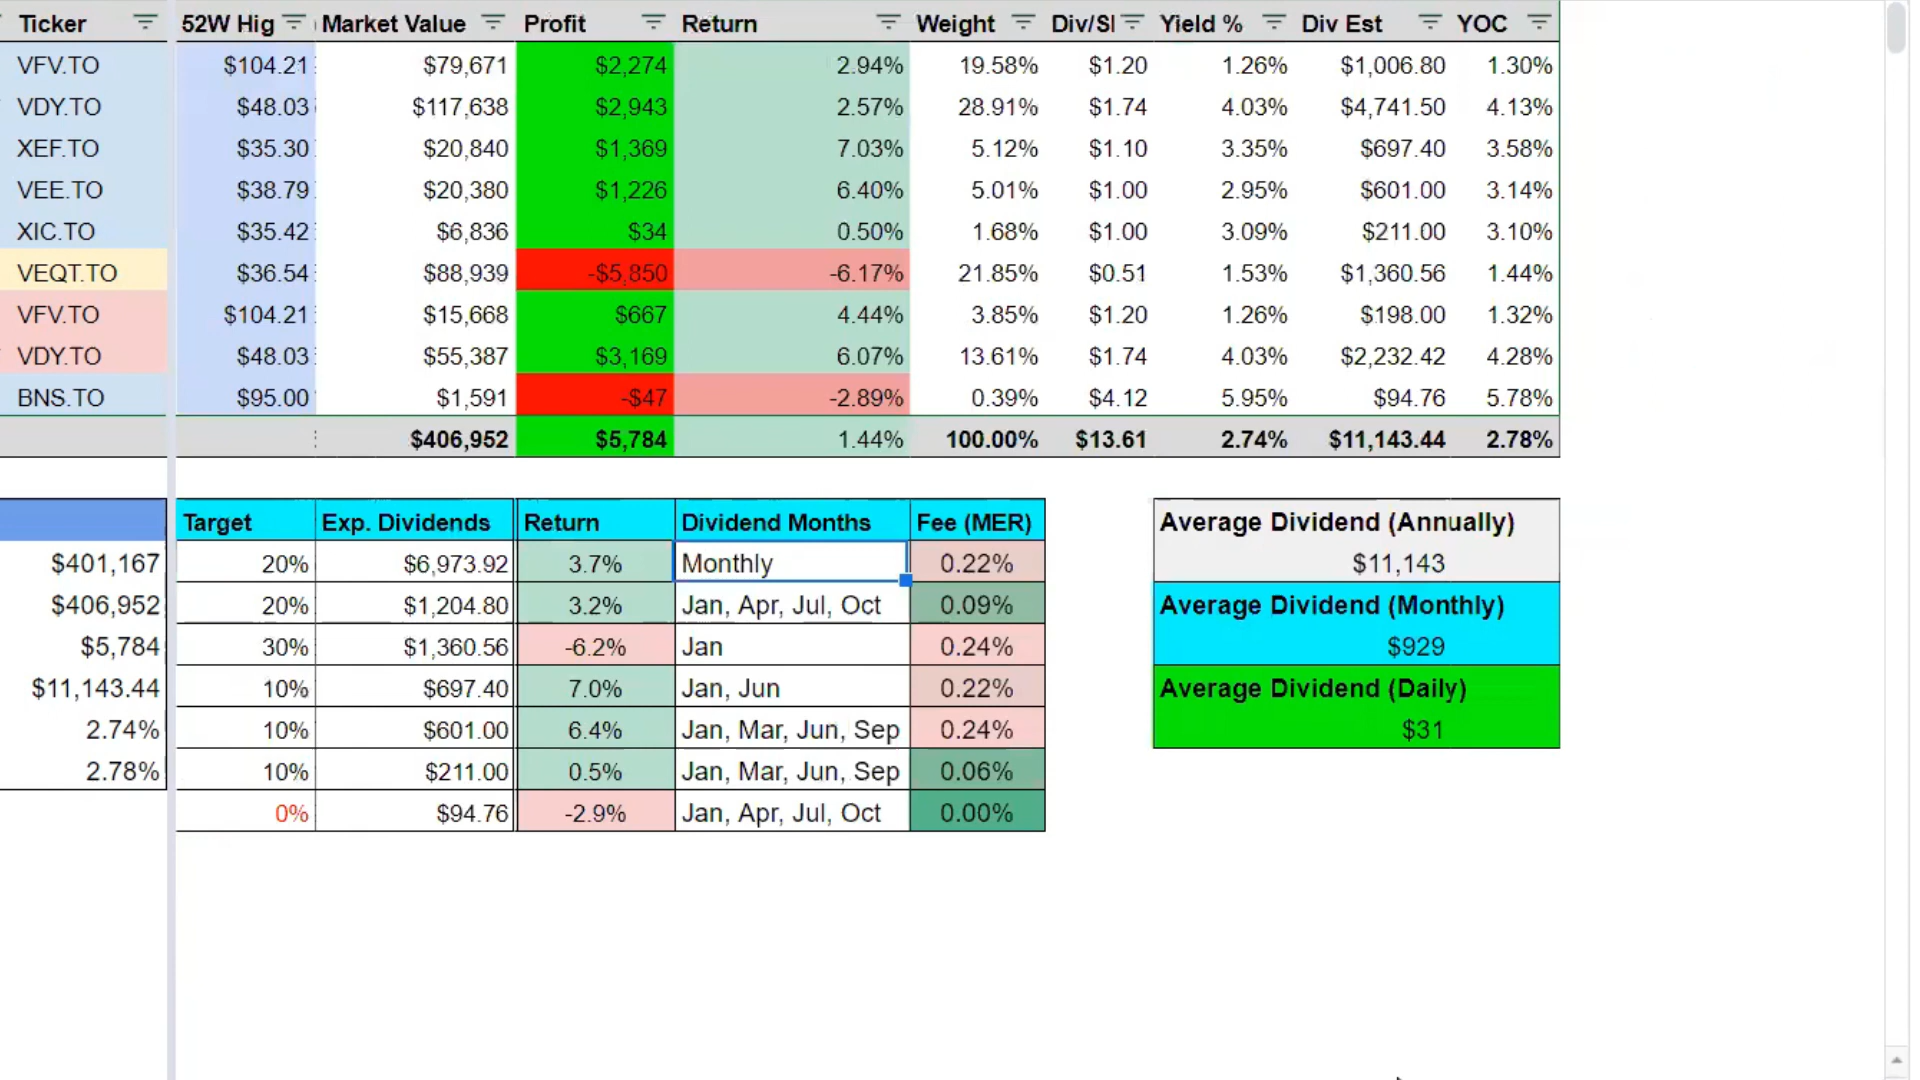 Ticker 52W Hig Market Value Profit Return Weight Div/Sl Yield % Div Est YOC
VFV.TO $104.21 $79,671 $2,274 2.94% 19.58% $1.20 1.26% $1,006.80 1.30%
VDY.TO $48.03 $117,638 $2,943 2.57% 28.91% $1.74 4.03% $4,741.50 4.13%
XEF.TO $35.30 $20,840 $1,369 7.03% 5.12% $1.10 3.35% $697.40 3.58%
VEE.TO $38.79 $20,380 $1,226 6.40% 5.01% $1.00 2.95% $601.00 3.14%
XIC.TO $35.42 $6,836 $34 0.50% 1.68% $1.00 3.09% $211.00 3.10%
VEQT.TO $36.54 $88,939 -$5,850 -6.17% 21.85% $0.51 1.53% $1,360.56 1.44%
VFV.TO $104.21 $15,668 $667 4.44% 3.85% $1.20 1.26% $198.00 1.32%
VDY.TO $48.03 $55,387 $3,169 6.07% 13.61% $1.74 4.03% $2,232.42 4.28%
BNS.TO $95.00 $1,591 -$47 -2.89% 0.39% $4.12 5.95% $94.76 5.78%
$406,952 $5,784 1.44% 100.00% $13.61 2.74% $11,143.44 2.78%
Target Exp. Dividends Return Dividend Months Fee (MER) Average Dividend (Annually)
$401,167 20% $6,973.92 3.7% Monthly 0.22% $11,143
$406,952 20% $1,204.80 3.2% Jan, Apr, Jul, Oct 0.09% Average Dividend (Monthly)
$5,784 30% $1,360.56 -6.2% Jan 0.24% $929
$11,143.44 10% $697.40 7.0% Jan, Jun 0.22% Average Dividend (Daily)
2.74% 10% $601.00 6.4% Jan, Mar, Jun, Sep 0.24% $31
2.78% 10% $211.00 0.5% Jan, Mar, Jun, Sep 0.06%
0% $94.76 -2.9% Jan, Apr, Jul, Oct 0.00%